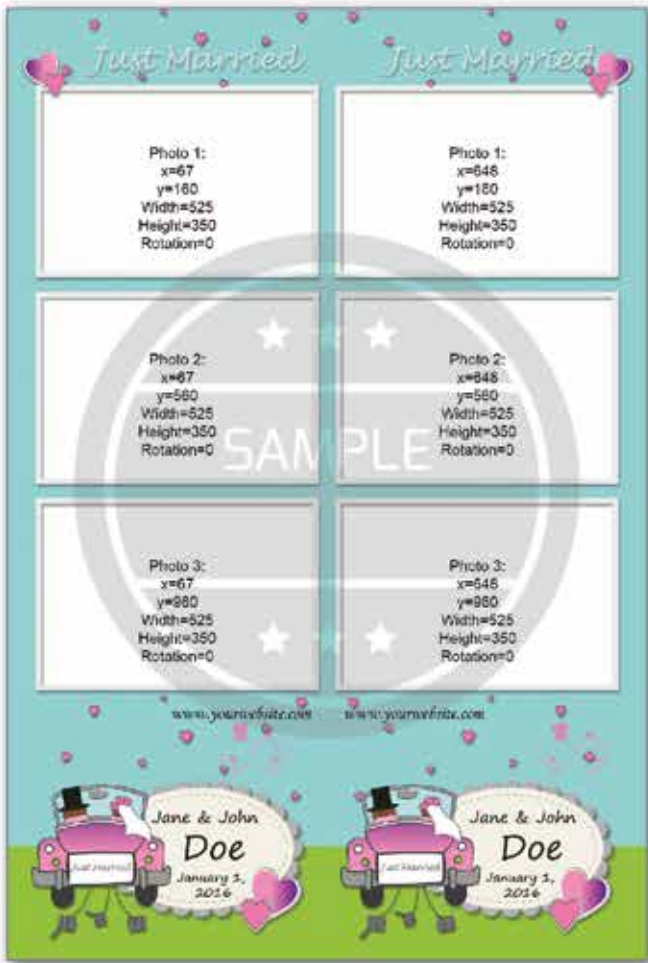 Just Married
Just Married
Photo 1:
x=67
y=160
Width=525
Height=350
Rotation=0
Photo 1:
x=648
y=160
Width=525
Height=350
Rotation=0
Photo 2:
x=67
y=560
Width=525
Height=350
Rotation=0
Photo 2:
x=648
y=560
Width=525
Height=350
Rotation=0
SAMPLE
Photo 3:
x=67
y=960
Width=525
Height=350
Rotation=0
Photo 3:
x=648
y=960
Width=525
Height=350
Rotation=0
www.yourwebsite.com
www.yourwebsite.com
Jane & John
Doe
January 1,
2016
Just Married
Jane & John
Doe
January 1,
2016
Just Married